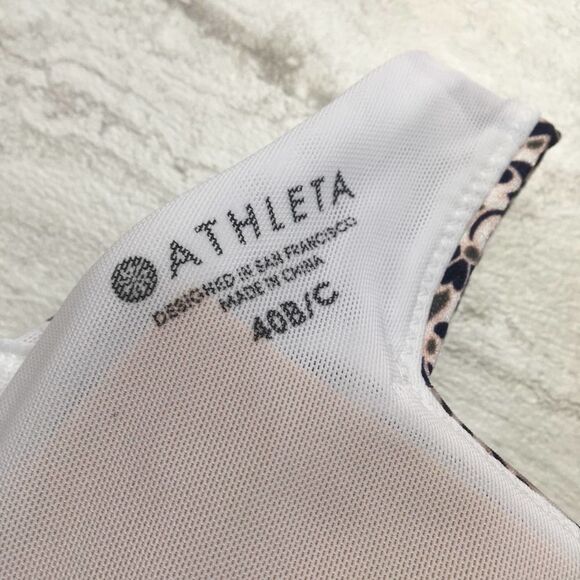 ATHLETA
DESIGNED IN SAN FRANCISCO
MADE IN CHINA
40B/C